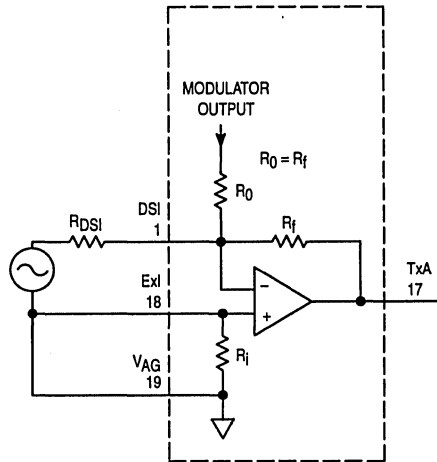 MODULATOR
OUTPUT
R0 = Rf
R0
DSI
1
RDSI
Rf
TxA
17
ExI
18
−
+
Ri
VAG
19